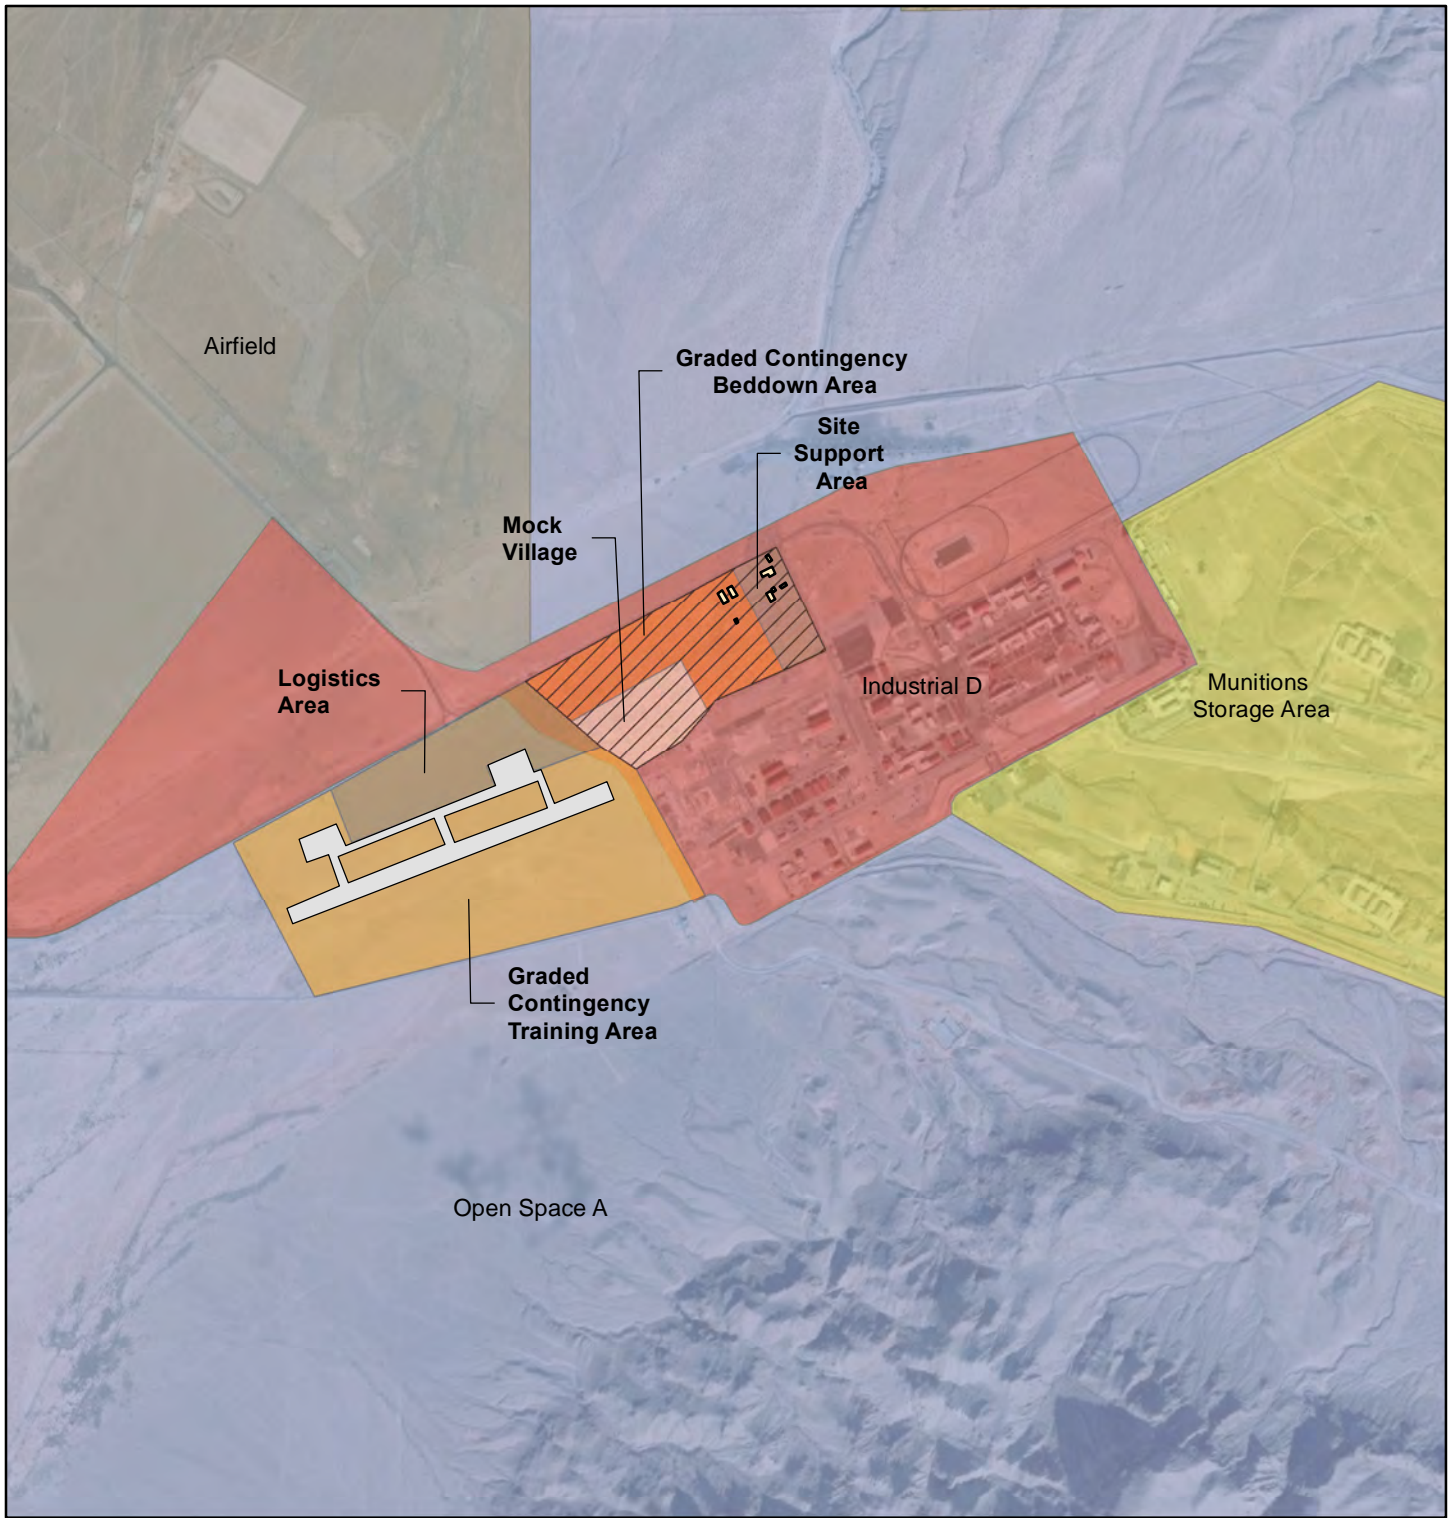 Airfield
Graded Contingency
Beddown Area
Site
Support
Area
Mock
Village
Logistics
Area
Industrial D
Munitions
Storage Area
Graded
Contingency
Training Area
Open Space A